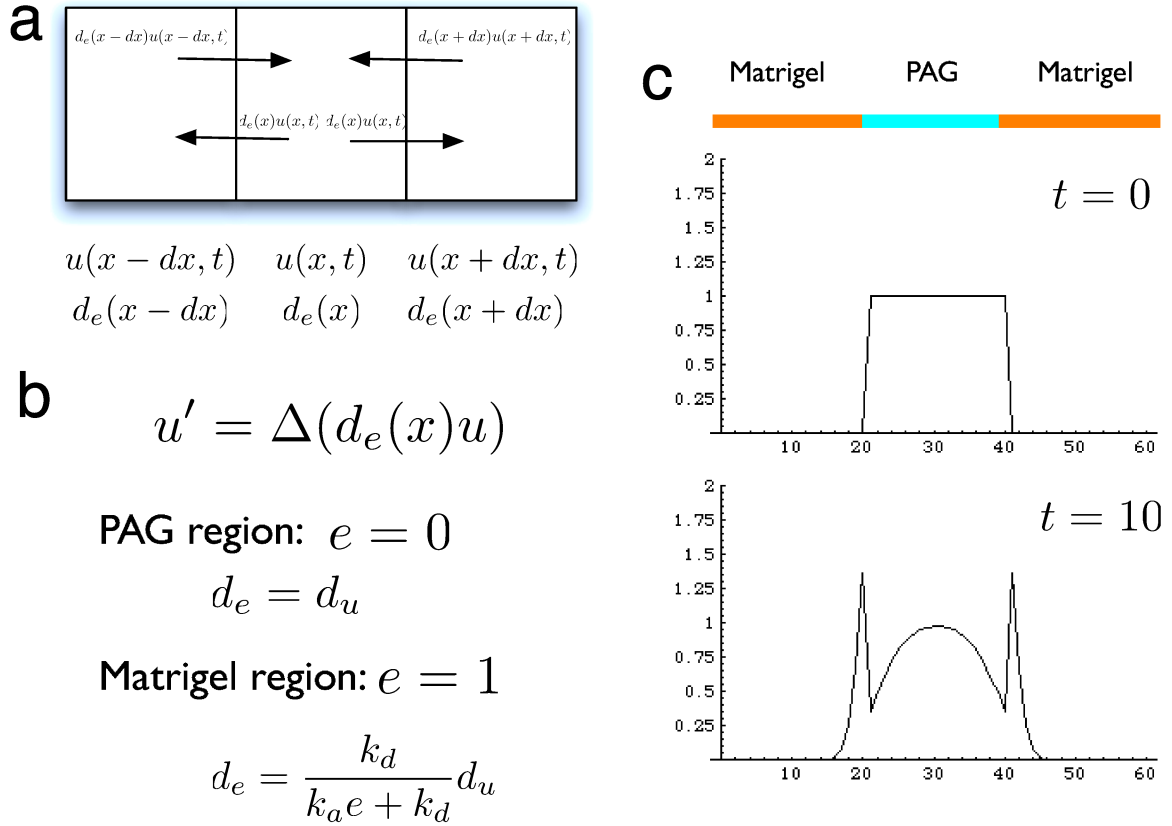 a
d_e(x − dx)u(x − dx, t)
d_e(x + dx)u(x + dx, t)
d_e(x)u(x, t)
d_e(x)u(x, t)
u(x − dx, t) u(x, t) u(x + dx, t)
d_e(x − dx) d_e(x) d_e(x + dx)
b
u′ = Δ(d_e(x)u)
PAG region: e = 0
d_e = d_u
Matrigel region: e = 1
d_e = k_d / (k_a e + k_d) d_u
c
Matrigel PAG Matrigel
t = 0
2
1.75
1.5
1.25
1
0.75
0.5
0.25
10 20 30 40 50 60
t = 10
2
1.75
1.5
1.25
1
0.75
0.5
0.25
10 20 30 40 50 60